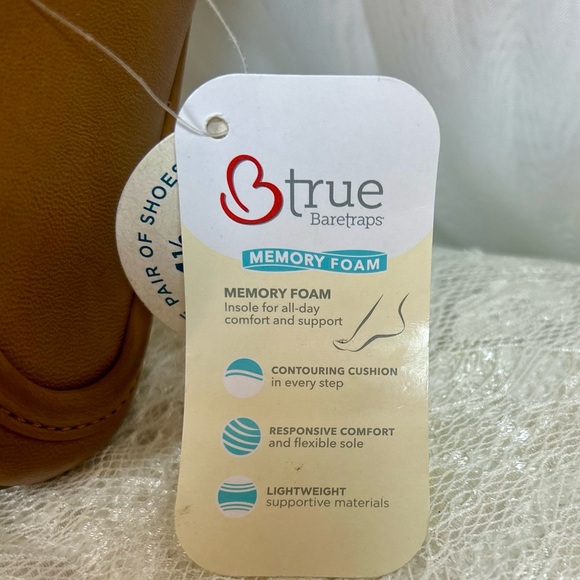 B true
Baretraps
MEMORY FOAM
MEMORY FOAM
Insole for all-day
comfort and support
CONTOURING CUSHION
in every step
RESPONSIVE COMFORT
and flexible sole
LIGHTWEIGHT
supportive materials
PAIR OF SHOES